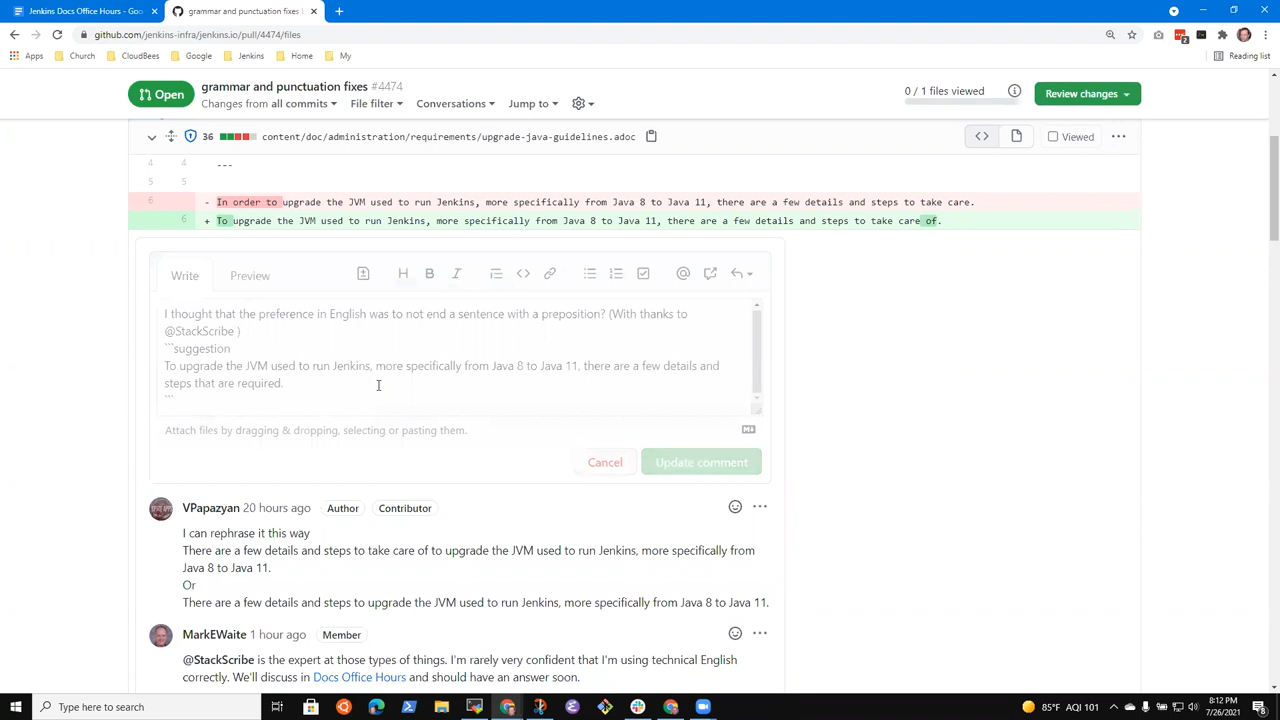 Jenkins Docs Office Hours - Goo
grammar and punctuation fixes
github.com/jenkins-infra/jenkins.io/pull/4474/files
Apps Church CloudBees Google Jenkins Home My Reading list
Open
grammar and punctuation fixes #4474
Changes from all commits File filter Conversations Jump to
0 / 1 files viewed
Review changes
36 content/doc/administration/requirements/upgrade-java-guidelines.adoc
Viewed
4 4 ---
5 5
6 - In order to upgrade the JVM used to run Jenkins, more specifically from Java 8 to Java 11, there are a few details and steps to take care.
6 + To upgrade the JVM used to run Jenkins, more specifically from Java 8 to Java 11, there are a few details and steps to take care of.
Write Preview
I thought that the preference in English was to not end a sentence with a preposition? (With thanks to
@StackScribe )
```suggestion
To upgrade the JVM used to run Jenkins, more specifically from Java 8 to Java 11, there are a few details and
steps that are required.
```
Attach files by dragging & dropping, selecting or pasting them.
Cancel Update comment
VPapazyan 20 hours ago Author Contributor
I can rephrase it this way
There are a few details and steps to take care of to upgrade the JVM used to run Jenkins, more specifically from
Java 8 to Java 11.
Or
There are a few details and steps to upgrade the JVM used to run Jenkins, more specifically from Java 8 to Java 11.
MarkEWaite 1 hour ago Member
@StackScribe is the expert at those types of things. I'm rarely very confident that I'm using technical English
correctly. We'll discuss in Docs Office Hours and should have an answer soon.
Type here to search
85°F AQI 101
8:12 PM
7/26/2021